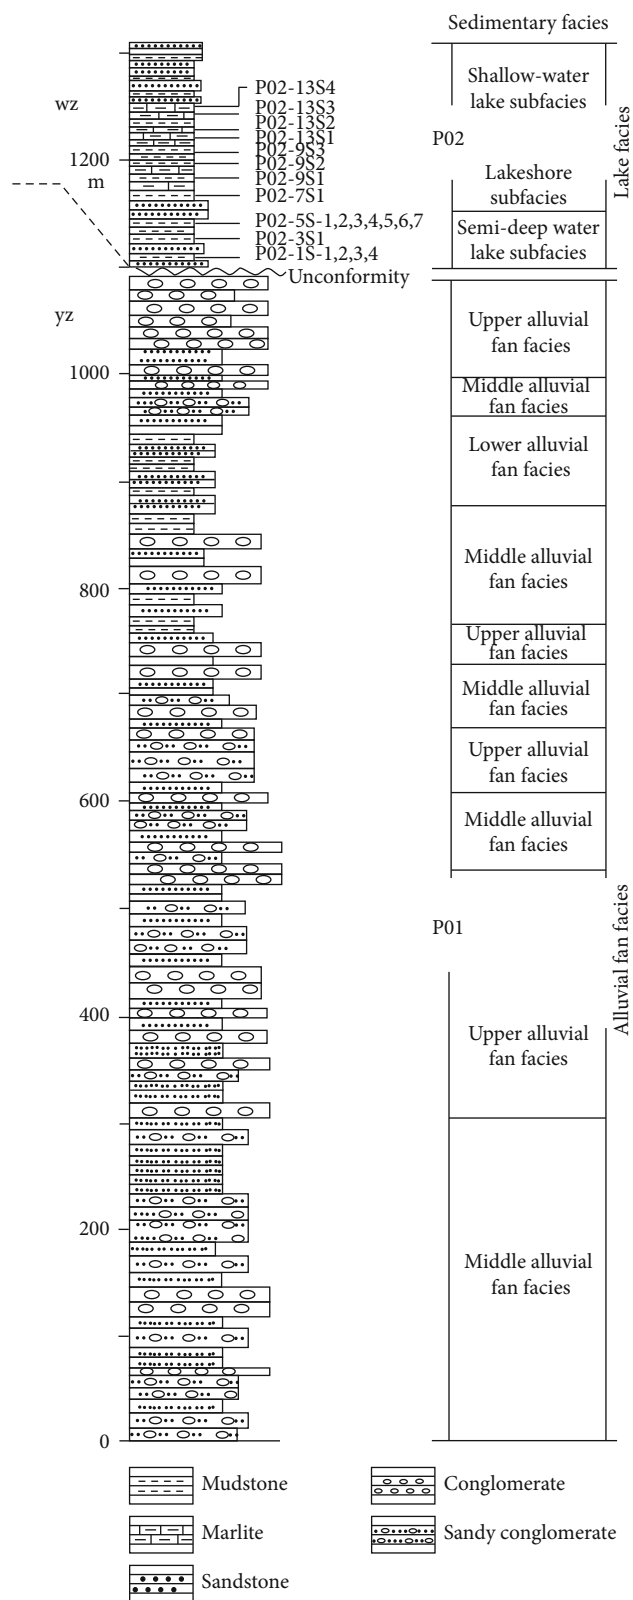 Sedimentary facies
wz
1200
m
P02-13S4
P02-13S3
P02-13S2
P02-13S1
P02-9S3
P02-9S2
P02-9S1
P02-7S1
P02-5S-1,2,3,4,5,6,7
P02-3S1
P02-1S-1,2,3,4
Unconformity
Shallow-water
lake subfacies
P02
Lakeshore
subfacies
Semi-deep water
lake subfacies
Lake facies
yz
1000
800
600
400
200
0
Upper alluvial
fan facies
Middle alluvial
fan facies
Lower alluvial
fan facies
Middle alluvial
fan facies
Upper alluvial
fan facies
Middle alluvial
fan facies
Upper alluvial
fan facies
Middle alluvial
fan facies
P01
Upper alluvial
fan facies
Middle alluvial
fan facies
Alluvial fan facies
Mudstone
Marlite
Sandstone
Conglomerate
Sandy conglomerate